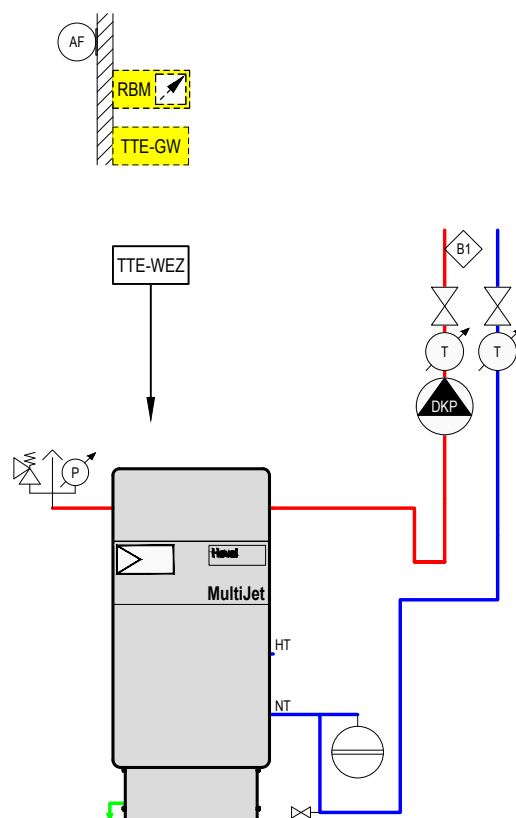 AF
RBM
TTE-GW
B1
TTE-WEZ
T
T
DKP
P
Hoval
MultiJet
HT
NT